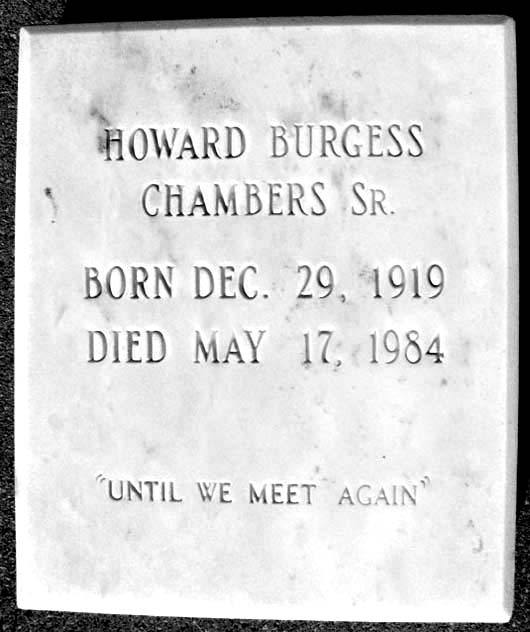 HOWARD BURGESS
CHAMBERS SR.
BORN DEC. 29, 1919
DIED MAY 17, 1984
"UNTIL WE MEET AGAIN"